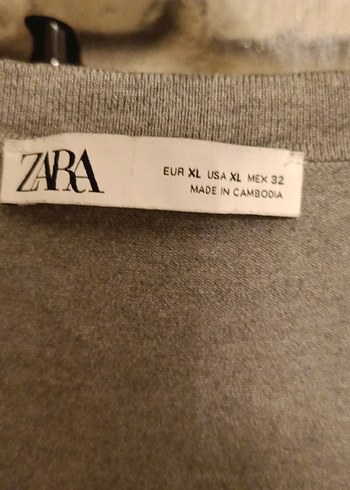 ZARA
EUR XL USA XL MEX 32
MADE IN CAMBODIA